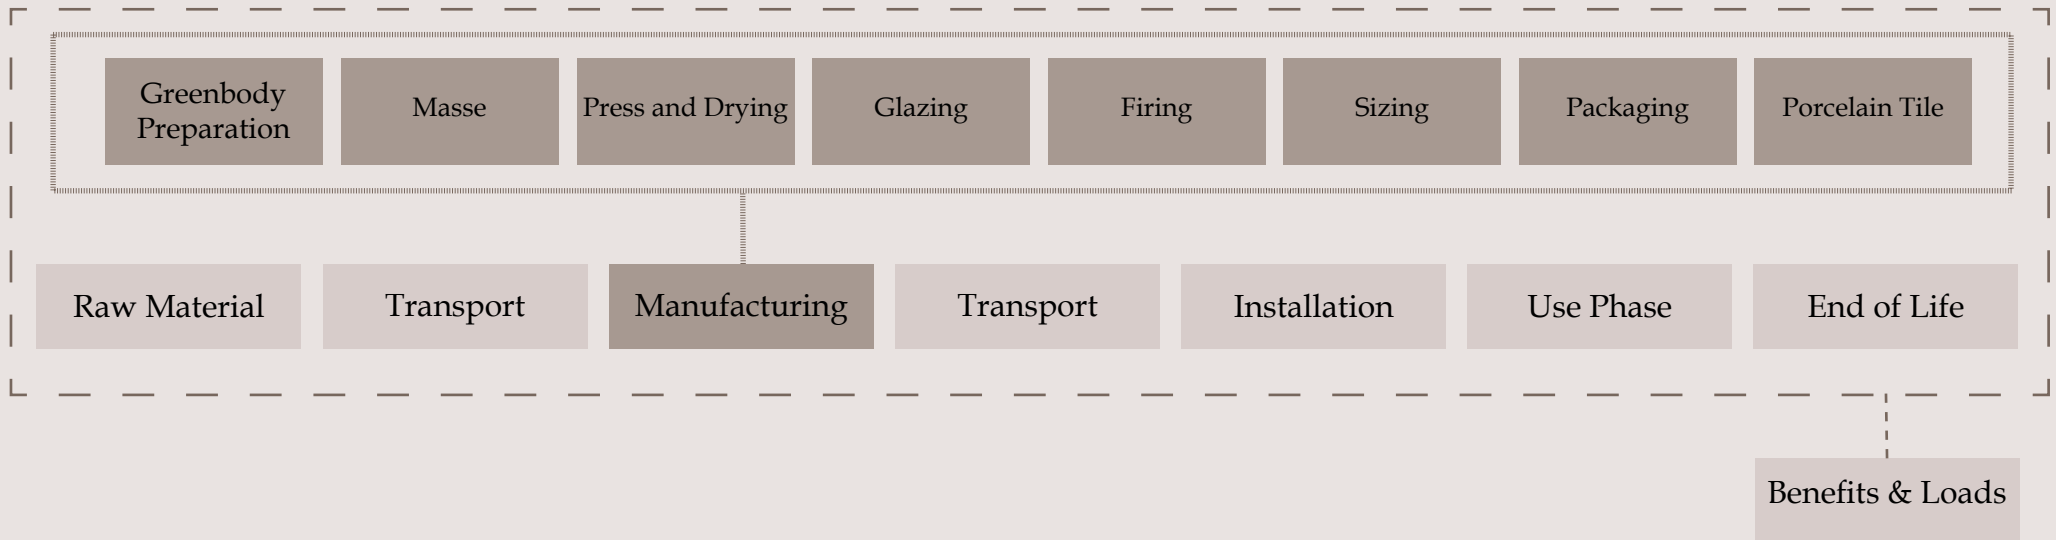 Greenbody
Preparation
Masse
Press and Drying
Glazing
Firing
Sizing
Packaging
Porcelain Tile
Raw Material
Transport
Manufacturing
Transport
Installation
Use Phase
End of Life
Benefits & Loads